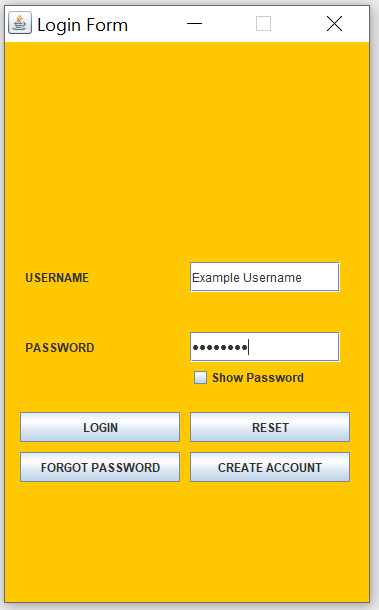 Login Form
USERNAME
Example Username
PASSWORD
••••••••
Show Password
LOGIN
RESET
FORGOT PASSWORD
CREATE ACCOUNT